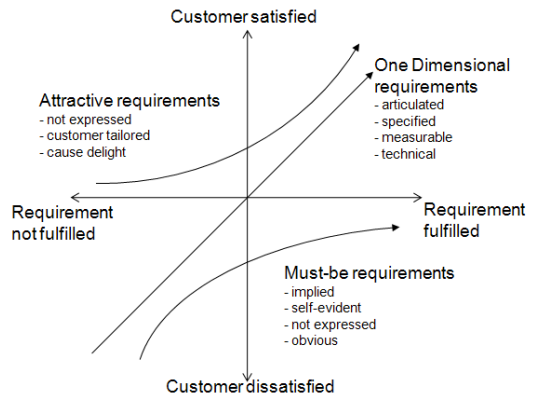 Customer satisfied
One Dimensional
requirements
- articulated
- specified
- measurable
- technical
Attractive requirements
- not expressed
- customer tailored
- cause delight
Requirement
not fulfilled
Requirement
fulfilled
Must-be requirements
- implied
- self-evident
- not expressed
- obvious
Customer dissatisfied